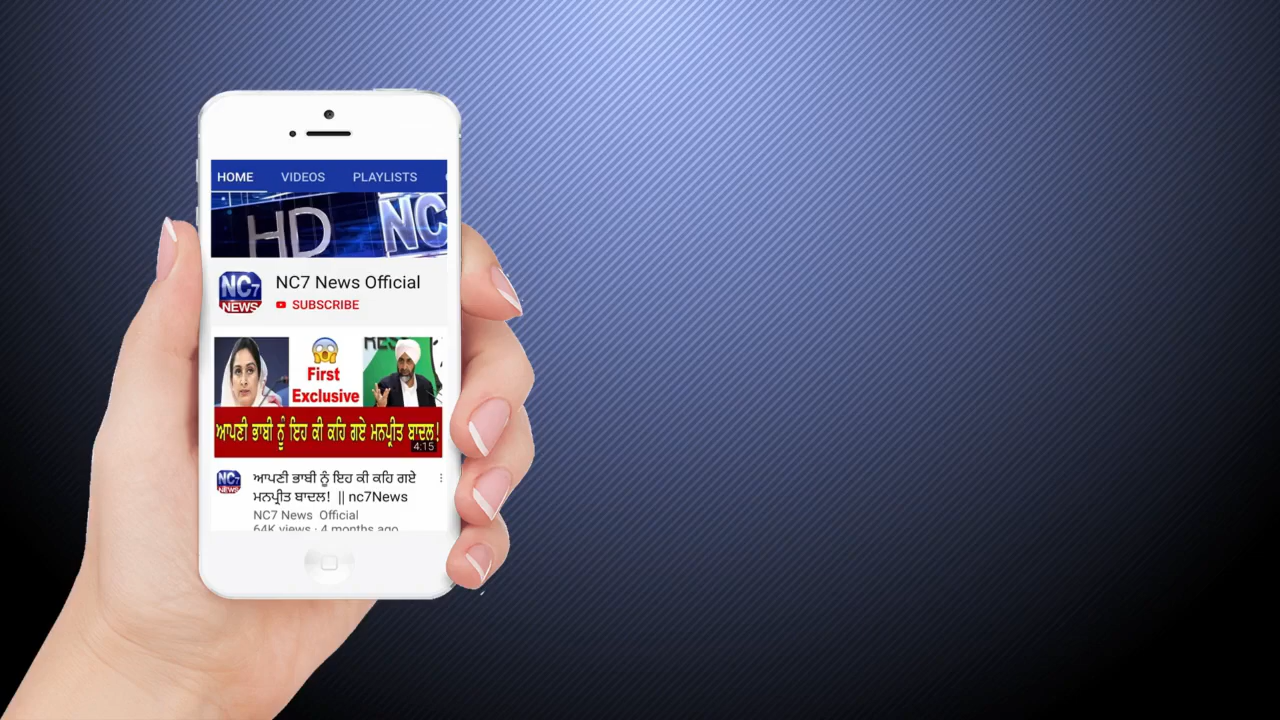 HOME VIDEOS PLAYLISTS
HD NC
NC7 NEWS
NC7 News Official
SUBSCRIBE
RES
First
Exclusive
ਆਪਣੀ ਭਾਬੀ ਨੂੰ ਇਹ ਕੀ ਕਹਿ ਗਏ ਮਨਪ੍ਰੀਤ ਬਾਦਲ!
4:15
NC7 NEWS
ਆਪਣੀ ਭਾਬੀ ਨੂੰ ਇਹ ਕੀ ਕਹਿ ਗਏ
ਮਨਪ੍ਰੀਤ ਬਾਦਲ! || nc7News
NC7 News Official
64K views · 4 months ago